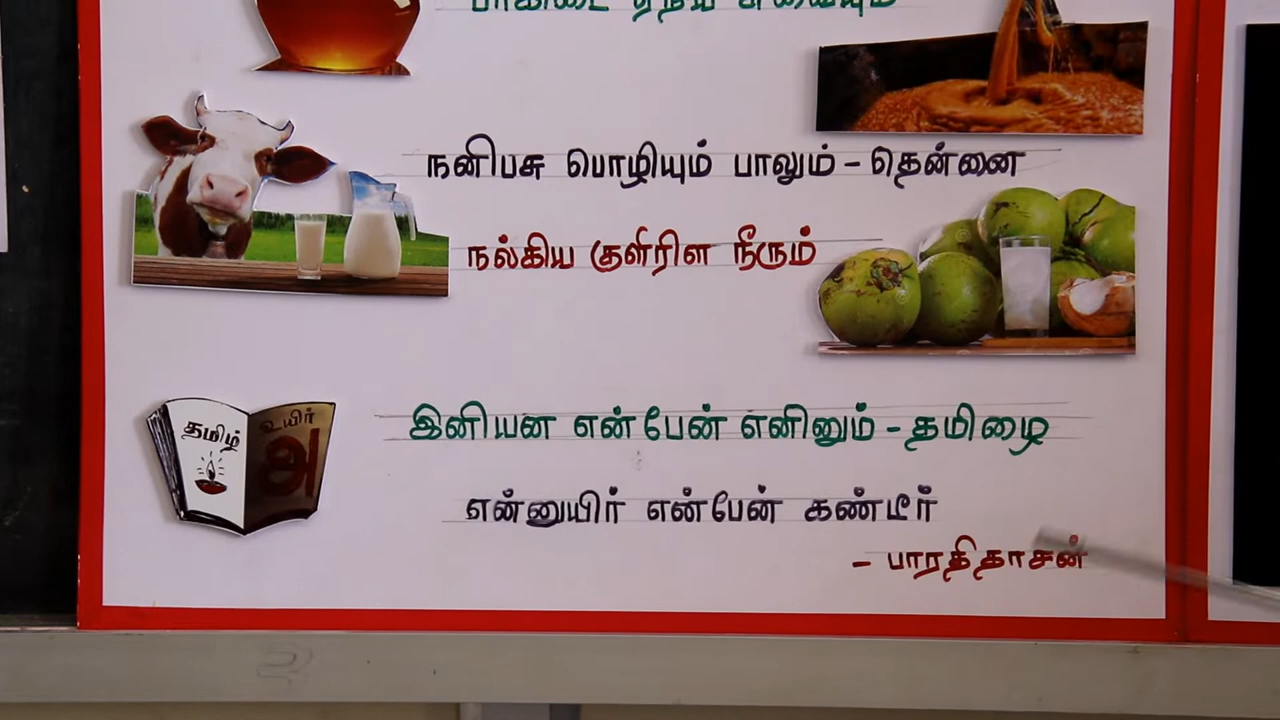 நனிபசு பொழியும் பாலும் - தென்னை
நல்கிய குளிரிள நீரும்
தமிழ்
உயிர்
அ
இனியன என்பேன் எனினும் - தமிழை
என்னுயிர் என்பேன் கண்டீர்
- பாரதிதாசன்